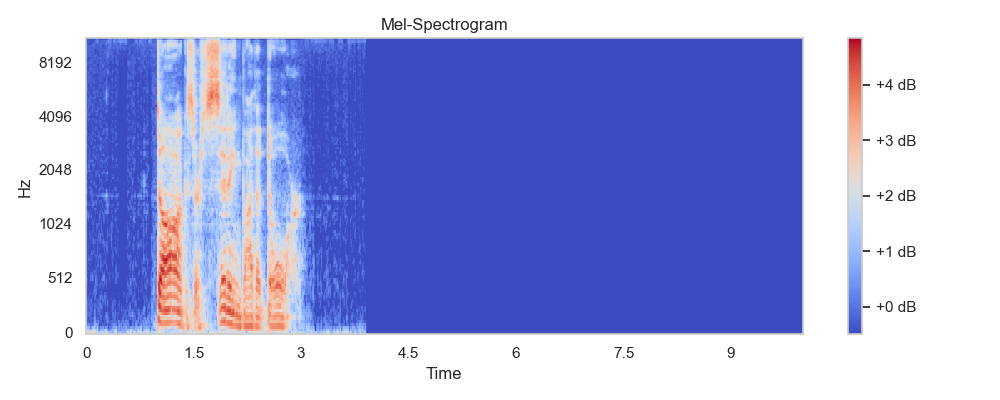 Mel-Spectrogram
8192
4096
2048
1024
512
0
Hz
0 1.5 3 4.5 6 7.5 9
Time
+4 dB
+3 dB
+2 dB
+1 dB
+0 dB